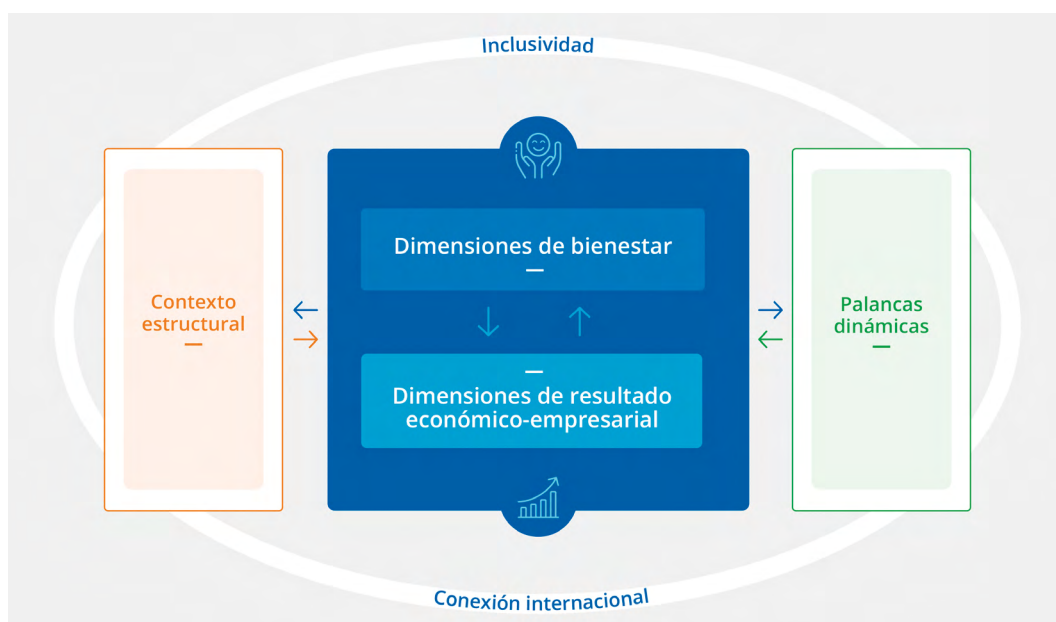 Inclusividad
Dimensiones de bienestar
Contexto
estructural
Palancas
dinámicas
Dimensiones de resultado
económico-empresarial
Conexión internacional